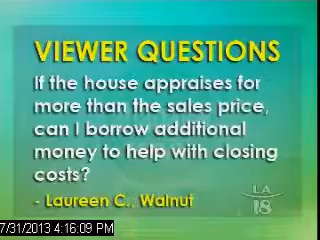 VIEWER QUESTIONS
If the house appraises for
more than the sales price,
can I borrow additional
money to help with closing
costs?
- Laureen C., Walnut
LA
18
7/31/2013 4:16:09 PM